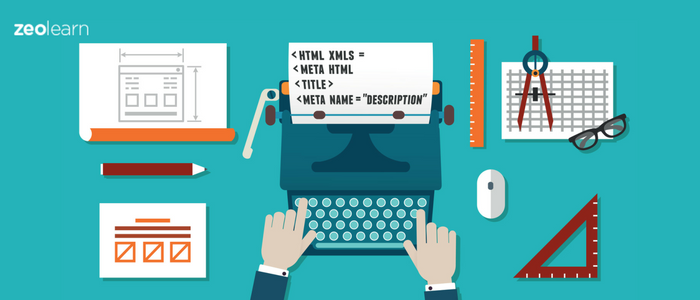 zeolearn
<HTML XMLS =
<META HTML
<TITLE>
<META NAME = "DESCRIPTION"